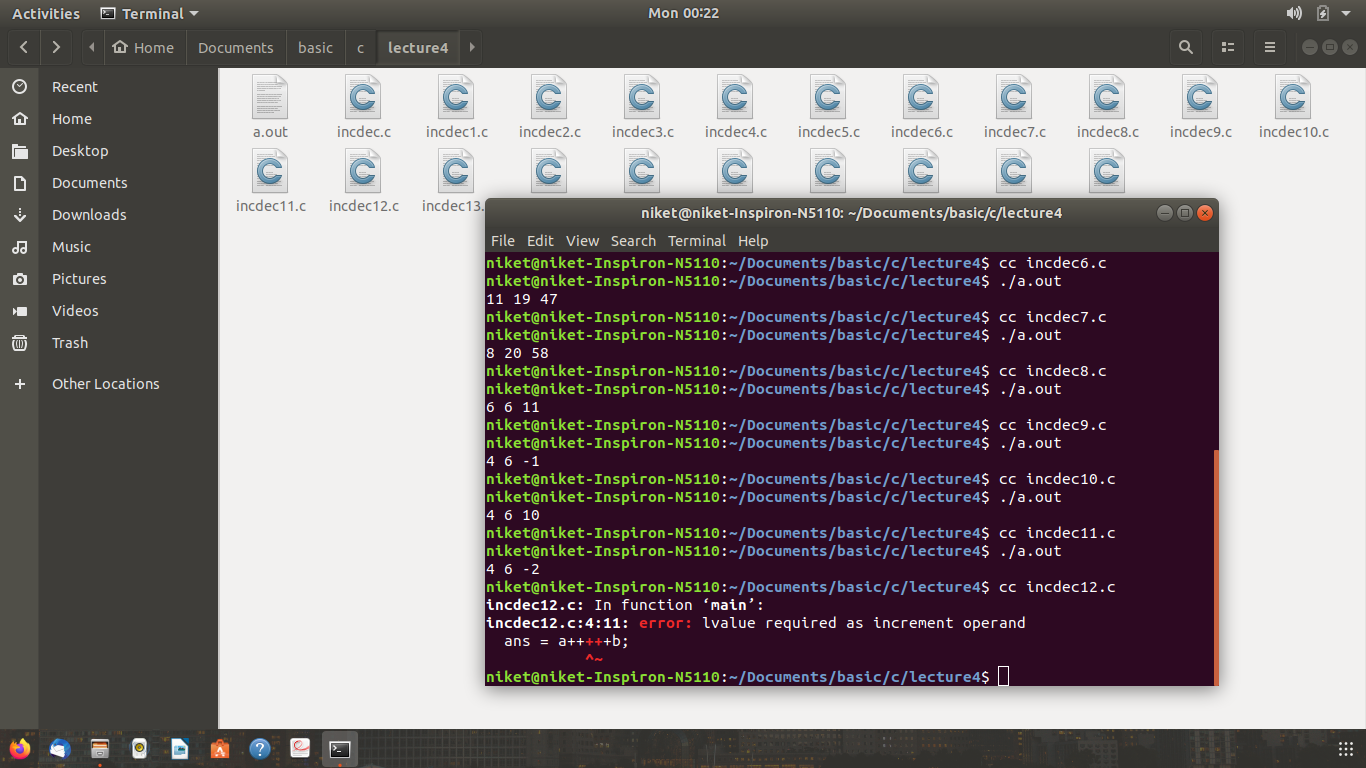 Activities Terminal Mon 00:22
Home Documents basic c lecture4
Recent
Home
Desktop
Documents
Downloads
Music
Pictures
Videos
Trash
Other Locations
a.out incdec.c incdec1.c incdec2.c incdec3.c incdec4.c incdec5.c incdec6.c incdec7.c incdec8.c incdec9.c incdec10.c
incdec11.c incdec12.c incdec13.
niket@niket-Inspiron-N5110: ~/Documents/basic/c/lecture4
File Edit View Search Terminal Help
niket@niket-Inspiron-N5110:~/Documents/basic/c/lecture4$ cc incdec6.c
niket@niket-Inspiron-N5110:~/Documents/basic/c/lecture4$ ./a.out
11 19 47
niket@niket-Inspiron-N5110:~/Documents/basic/c/lecture4$ cc incdec7.c
niket@niket-Inspiron-N5110:~/Documents/basic/c/lecture4$ ./a.out
8 20 58
niket@niket-Inspiron-N5110:~/Documents/basic/c/lecture4$ cc incdec8.c
niket@niket-Inspiron-N5110:~/Documents/basic/c/lecture4$ ./a.out
6 6 11
niket@niket-Inspiron-N5110:~/Documents/basic/c/lecture4$ cc incdec9.c
niket@niket-Inspiron-N5110:~/Documents/basic/c/lecture4$ ./a.out
4 6 -1
niket@niket-Inspiron-N5110:~/Documents/basic/c/lecture4$ cc incdec10.c
niket@niket-Inspiron-N5110:~/Documents/basic/c/lecture4$ ./a.out
4 6 10
niket@niket-Inspiron-N5110:~/Documents/basic/c/lecture4$ cc incdec11.c
niket@niket-Inspiron-N5110:~/Documents/basic/c/lecture4$ ./a.out
4 6 -2
niket@niket-Inspiron-N5110:~/Documents/basic/c/lecture4$ cc incdec12.c
incdec12.c: In function ‘main’:
incdec12.c:4:11: error: lvalue required as increment operand
ans = a+++++b;
^~
niket@niket-Inspiron-N5110:~/Documents/basic/c/lecture4$